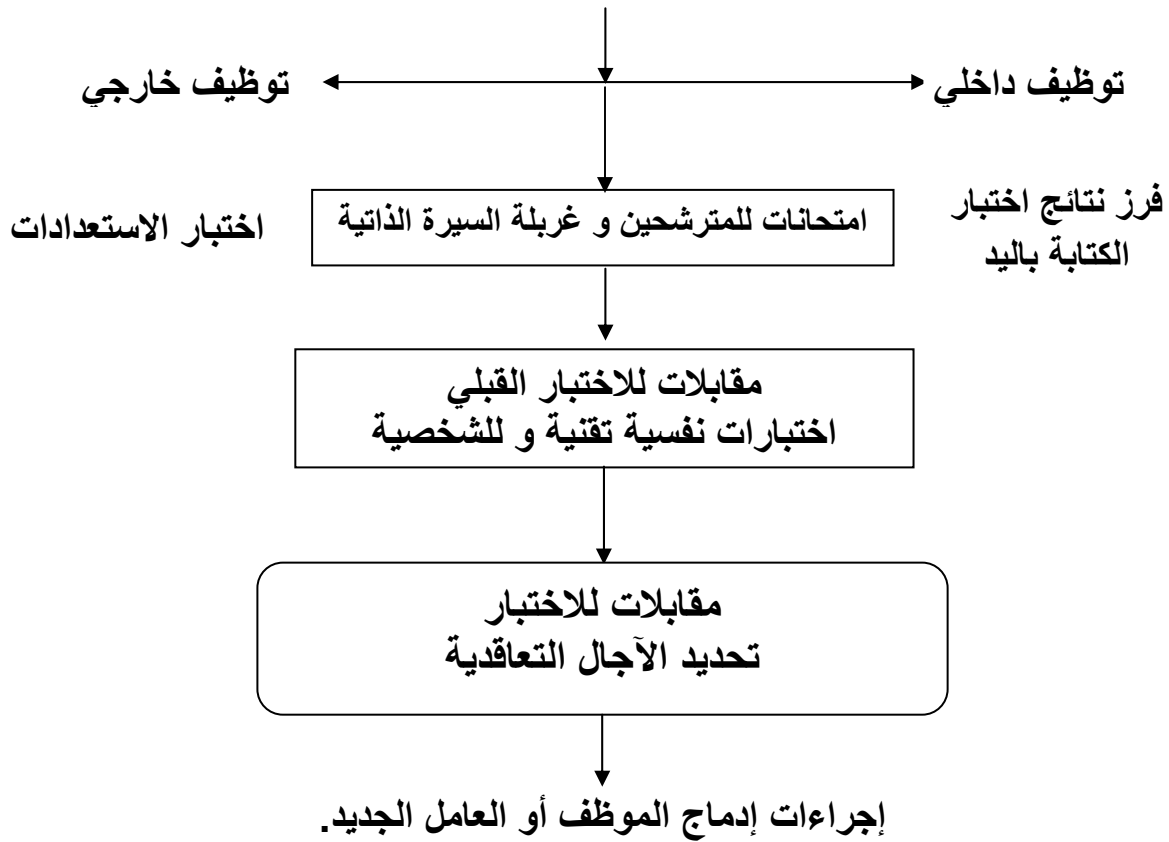 توظيف داخلي
توظيف خارجي
فرز نتائج اختبار
الكتابة باليد
امتحانات للمترشحين و غربلة السيرة الذاتية
اختبار الاستعدادات
مقابلات للاختبار القبلي
اختبارات نفسية تقنية و للشخصية
مقابلات للاختبار
تحديد الآجال التعاقدية
إجراءات إدماج الموظف أو العامل الجديد.